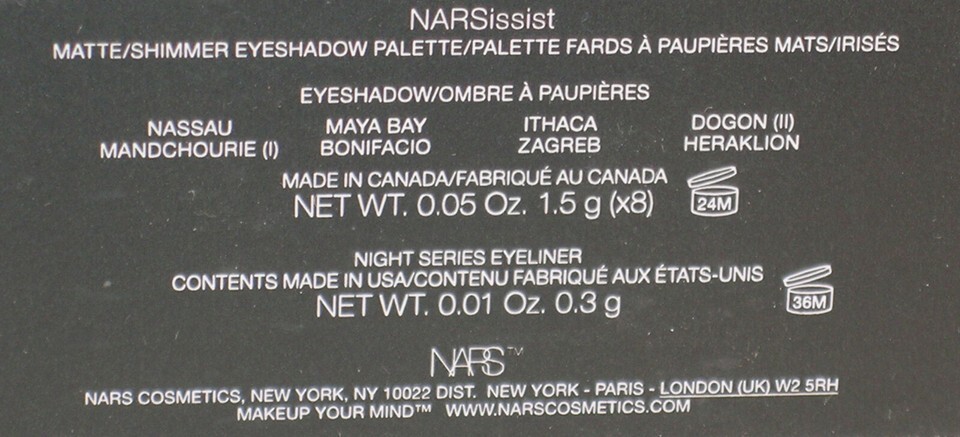 NARSissist
MATTE/SHIMMER EYESHADOW PALETTE/PALETTE FARDS À PAUPIÈRES MATS/IRISÉS
EYESHADOW/OMBRE À PAUPIÈRES
NASSAU MAYA BAY ITHACA DOGON (II)
MANDCHOURIE (I) BONIFACIO ZAGREB HERAKLION
MADE IN CANADA/FABRIQUÉ AU CANADA
NET WT. 0.05 Oz. 1.5 g (x8) 24M
NIGHT SERIES EYELINER
CONTENTS MADE IN USA/CONTENU FABRIQUÉ AUX ÉTATS-UNIS
NET WT. 0.01 Oz. 0.3 g 36M
NARS™
NARS COSMETICS, NEW YORK, NY 10022 DIST. NEW YORK - PARIS - LONDON (UK) W2 5RH
MAKEUP YOUR MIND™ WWW.NARSCOSMETICS.COM